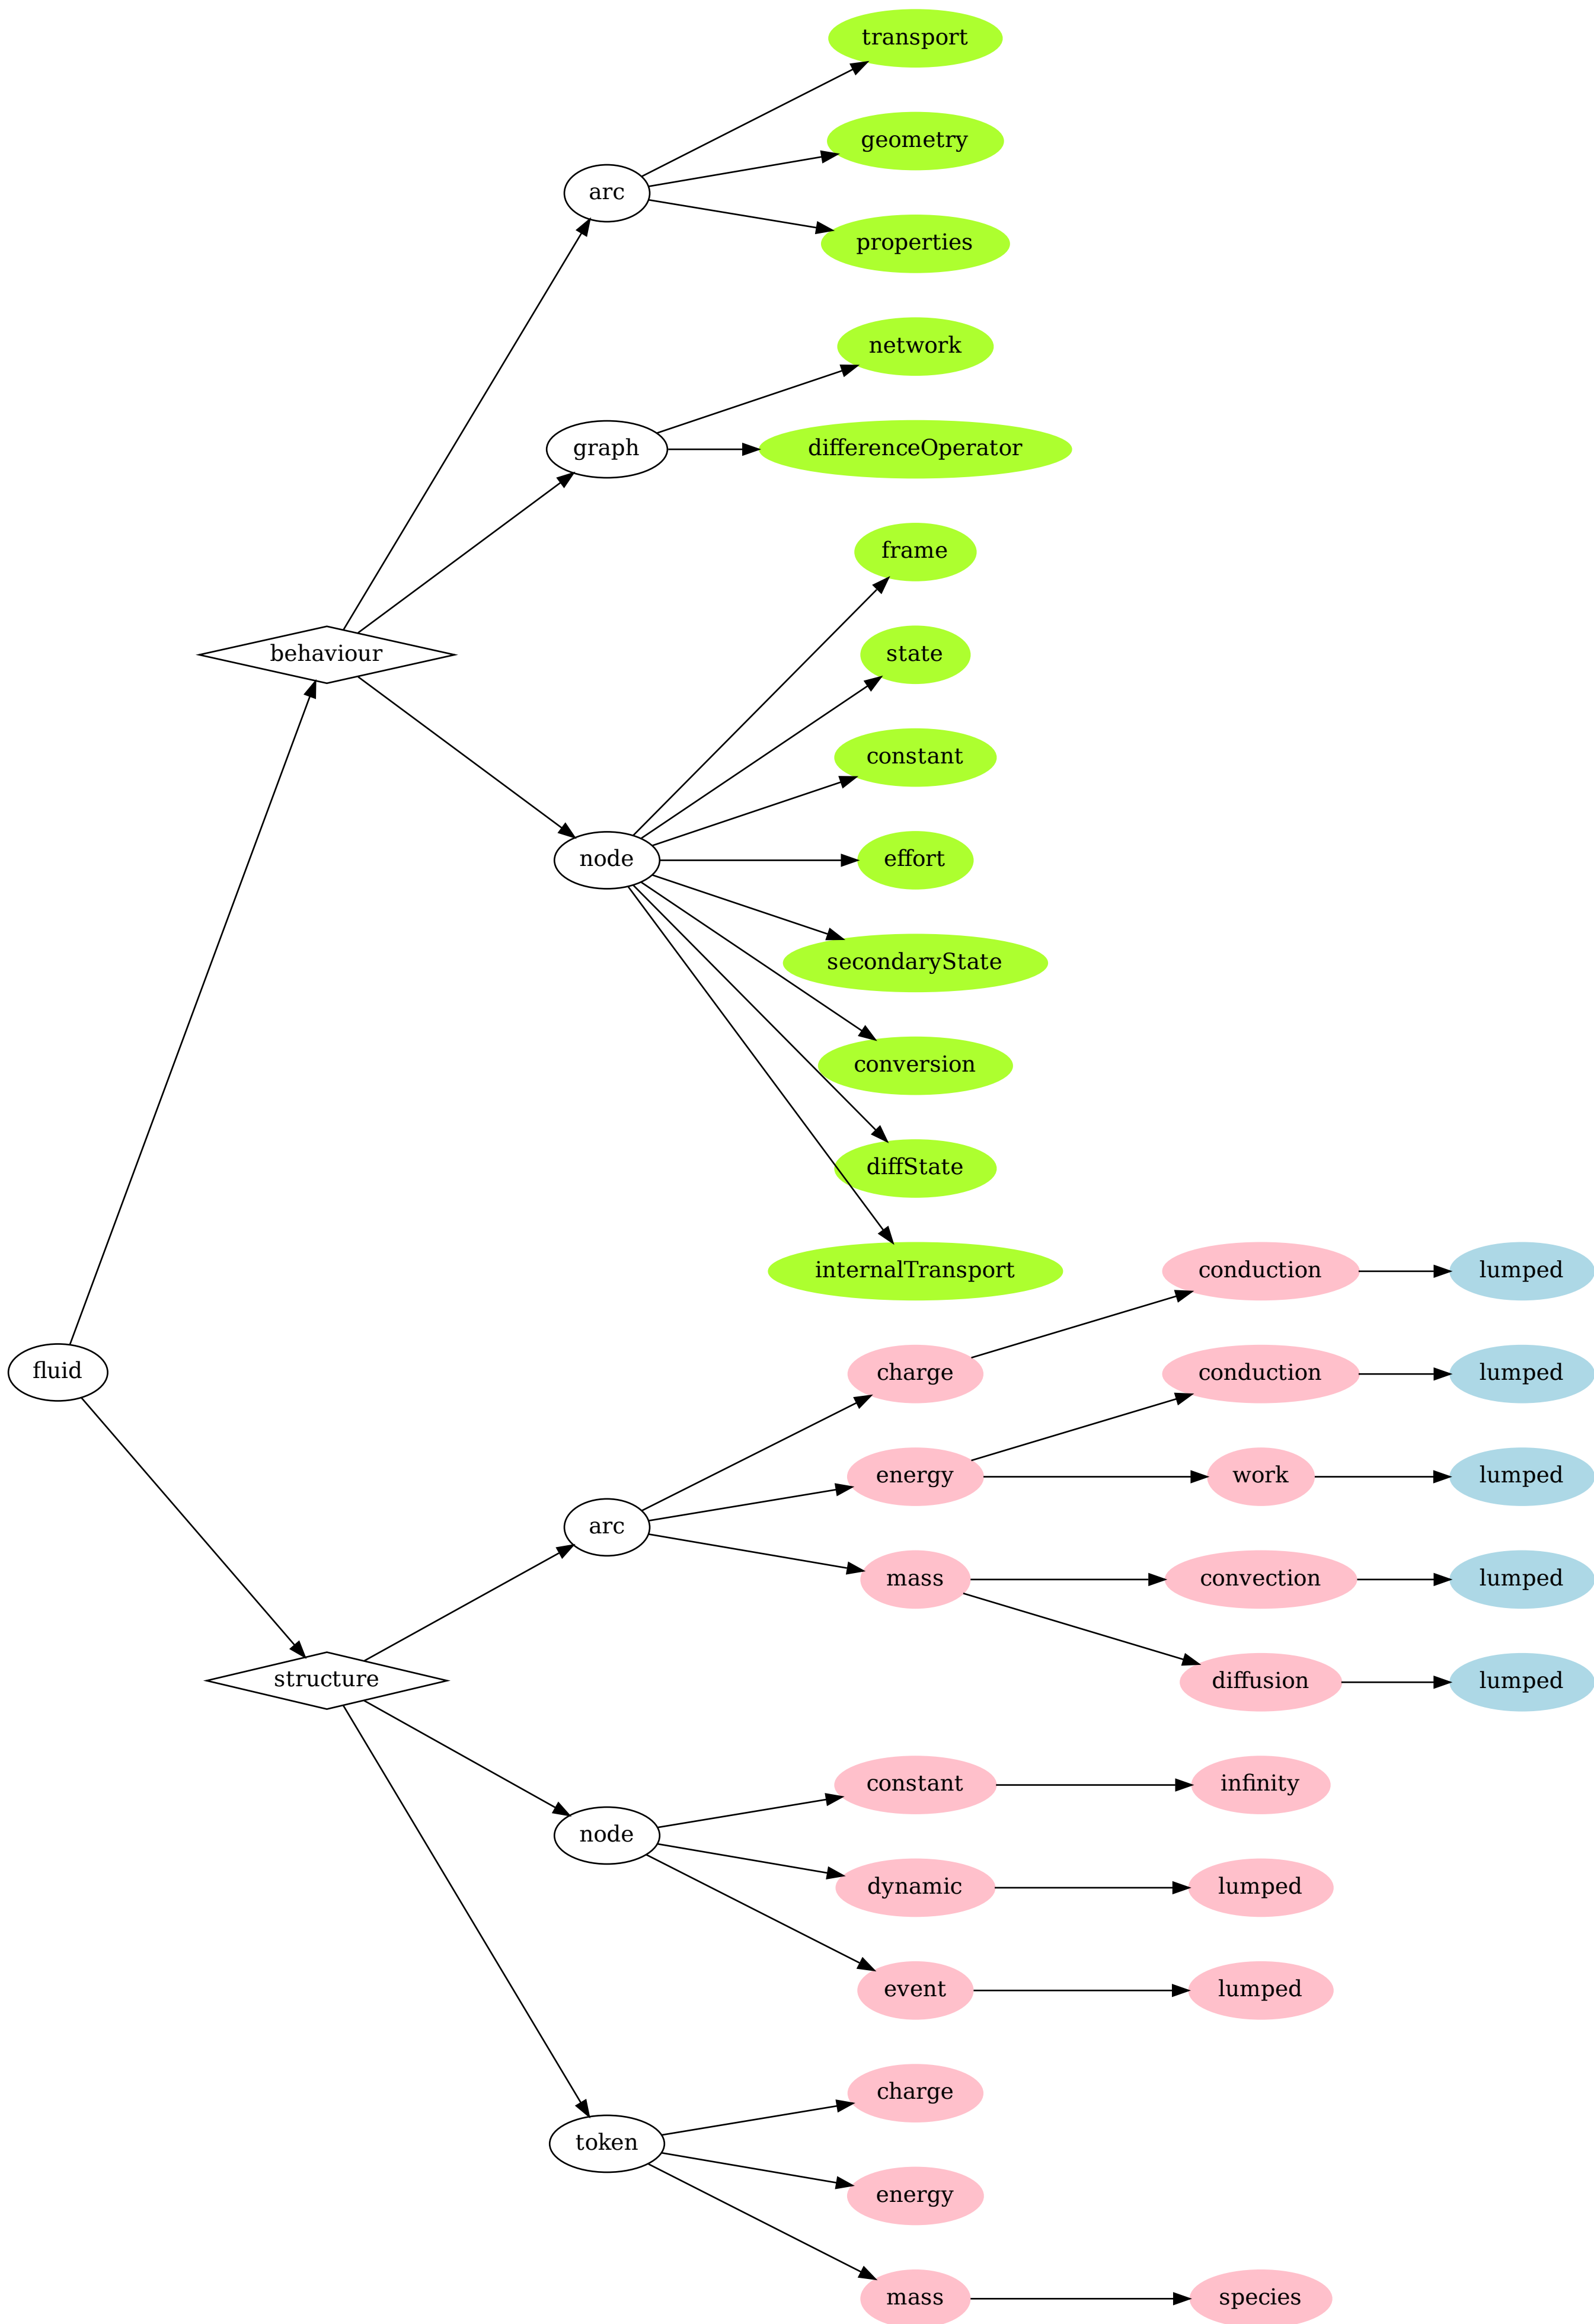 transport
geometry
arc
properties
network
graph
differenceOperator
frame
behaviour
state
constant
node
effort
secondaryState
conversion
diffState
internalTransport
conduction
lumped
fluid
charge
conduction
lumped
energy
work
lumped
arc
mass
convection
lumped
structure
diffusion
lumped
constant
infinity
node
dynamic
lumped
event
lumped
charge
token
energy
mass
species